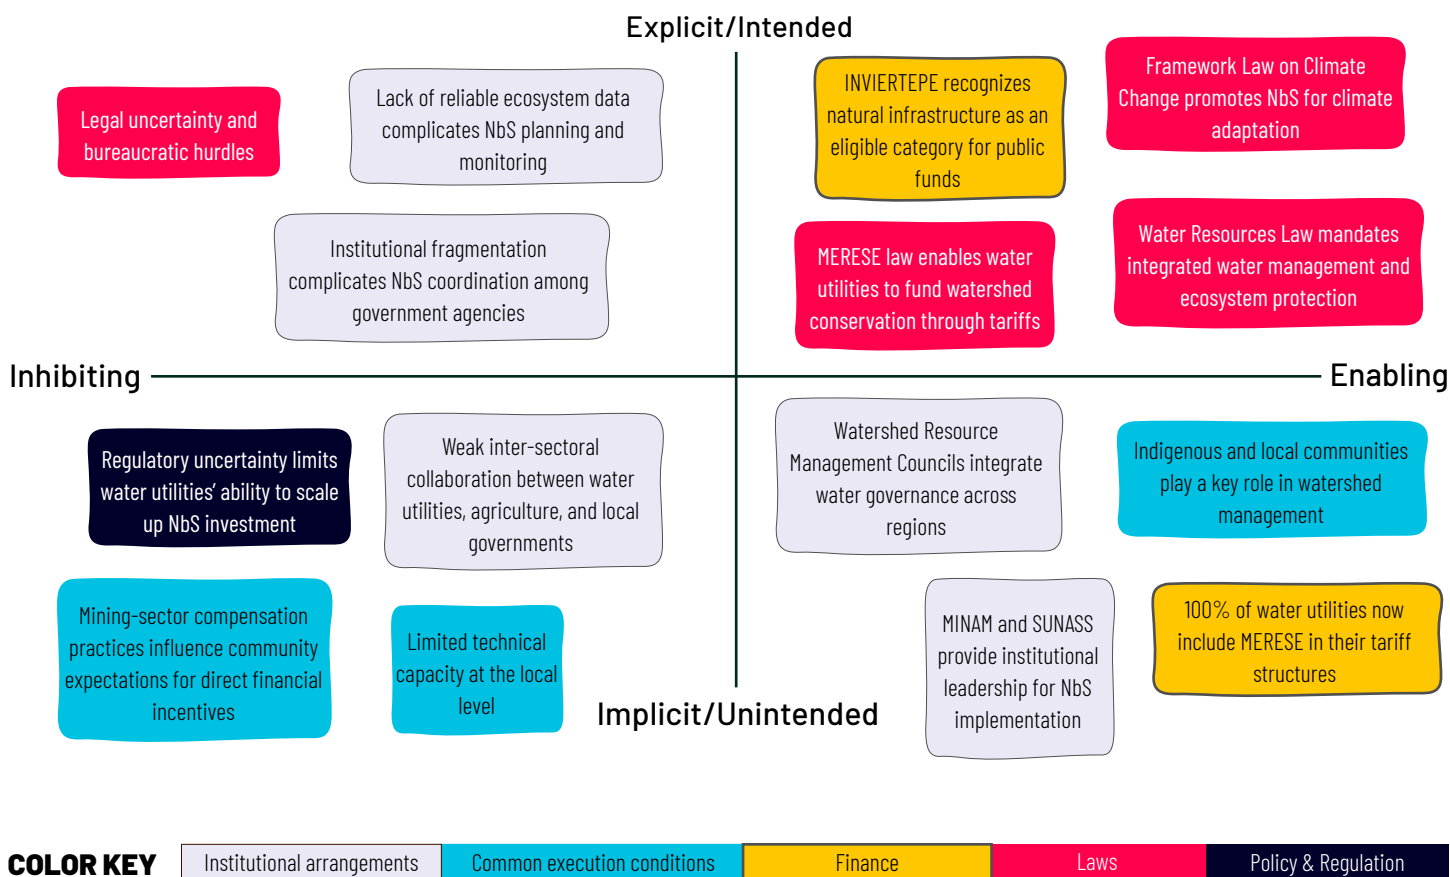 Explicit/Intended
Legal uncertainty and
bureaucratic hurdles
Lack of reliable ecosystem data
complicates NbS planning and
monitoring
Institutional fragmentation
complicates NbS coordination among
government agencies
INVIERTEPE recognizes
natural infrastructure as an
eligible category for public
funds
Framework Law on Climate
Change promotes NbS for climate
adaptation
MERESE law enables water
utilities to fund watershed
conservation through tariffs
Water Resources Law mandates
integrated water management and
ecosystem protection
Inhibiting
Enabling
Regulatory uncertainty limits
water utilities’ ability to scale
up NbS investment
Weak inter-sectoral
collaboration between water
utilities, agriculture, and local
governments
Mining-sector compensation
practices influence community
expectations for direct financial
incentives
Limited technical
capacity at the local
level
Watershed Resource
Management Councils integrate
water governance across
regions
Indigenous and local communities
play a key role in watershed
management
MINAM and SUNASS
provide institutional
leadership for NbS
implementation
100% of water utilities now
include MERESE in their tariff
structures
Implicit/Unintended
COLOR KEY
Institutional arrangements
Common execution conditions
Finance
Laws
Policy & Regulation